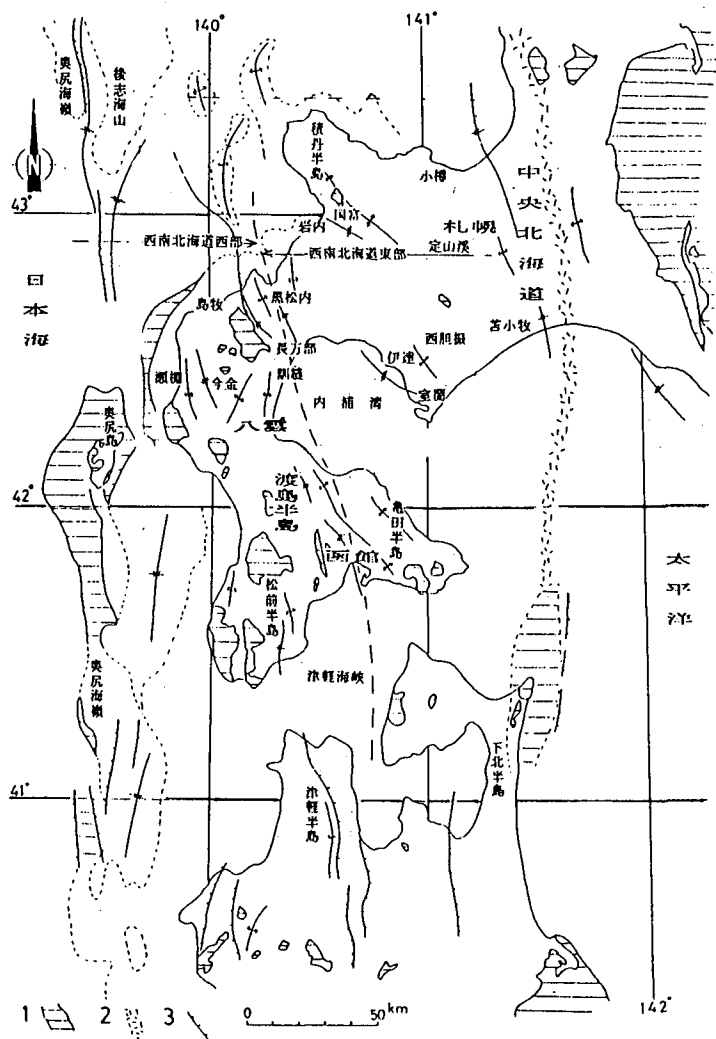 140°
141°
奥尻海嶺
後志海山
積丹半島
小樽
中央北海道
N
43°
国富
岩内
札幌
定山渓
西南北海道西部
西南北海道東部
日本海
島牧
黒松内
苫小牧
西胆振
長万部
伊達
瀬棚
今金
訓縫
室蘭
内浦湾
八雲
奥尻島
42°
渡島半島
亀田半島
函館
太平洋
松前半島
津軽海峡
奥尻海嶺
下北半島
41°
津軽半島
1
2
3
0
50 km
142°